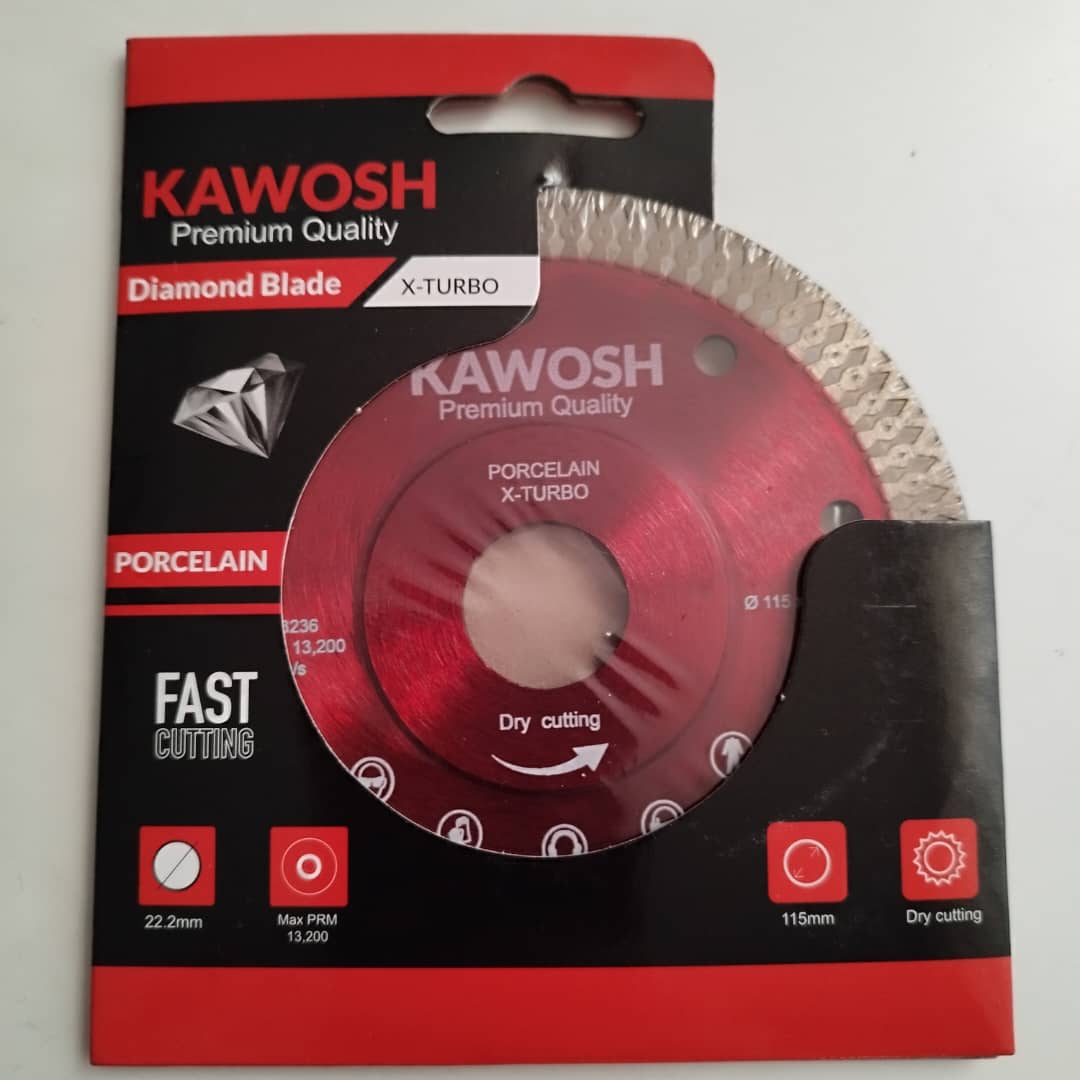 KAWOSH
Premium Quality
Diamond Blade
X-TURBO
KAWOSH
Premium Quality
PORCELAIN
X-TURBO
PORCELAIN
Ø 115
13,200
/s
Dry cutting
FAST
CUTTING
22.2mm
Max PRM
13,200
115mm
Dry cutting